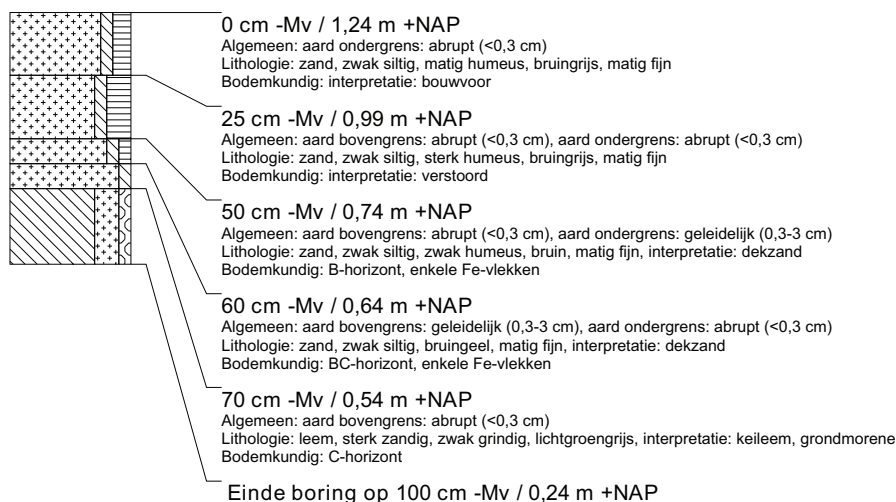 0 cm -Mv / 1,24 m +NAP
Algemeen: aard ondergrens: abrupt (<0,3 cm)
Lithologie: zand, zwak siltig, matig humeus, bruingrijs, matig fijn
Bodemkundig: interpretatie: bouwvoor
25 cm -Mv / 0,99 m +NAP
Algemeen: aard bovengrens: abrupt (<0,3 cm), aard ondergrens: abrupt (<0,3 cm)
Lithologie: zand, zwak siltig, sterk humeus, bruingrijs, matig fijn
Bodemkundig: interpretatie: verstoord
50 cm -Mv / 0,74 m +NAP
Algemeen: aard bovengrens: abrupt (<0,3 cm), aard ondergrens: geleidelijk (0,3-3 cm)
Lithologie: zand, zwak siltig, zwak humeus, bruin, matig fijn, interpretatie: dekzand
Bodemkundig: B-horizont, enkele Fe-vlekken
60 cm -Mv / 0,64 m +NAP
Algemeen: aard bovengrens: geleidelijk (0,3-3 cm), aard ondergrens: abrupt (<0,3 cm)
Lithologie: zand, zwak siltig, bruingeel, matig fijn, interpretatie: dekzand
Bodemkundig: BC-horizont, enkele Fe-vlekken
70 cm -Mv / 0,54 m +NAP
Algemeen: aard bovengrens: abrupt (<0,3 cm)
Lithologie: leem, sterk zandig, zwak grindig, lichtgroengrijs, interpretatie: keileem, grondmorene
Bodemkundig: C-horizont
Einde boring op 100 cm -Mv / 0,24 m +NAP